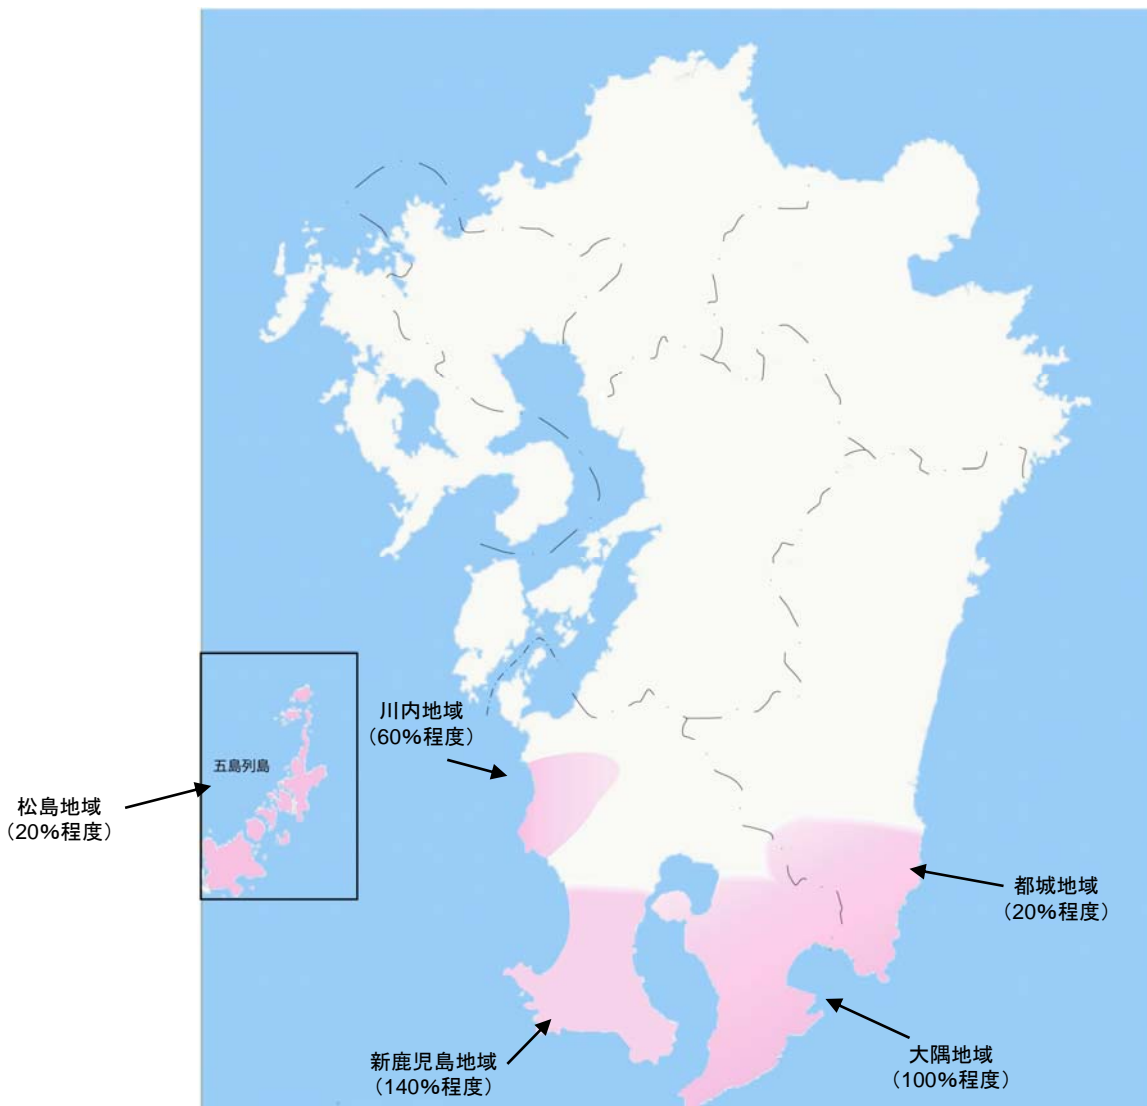 川内地域
（60%程度）
五島列島
松島地域
（20%程度）
都城地域
（20%程度）
新鹿児島地域
（140%程度）
大隅地域
（100%程度）